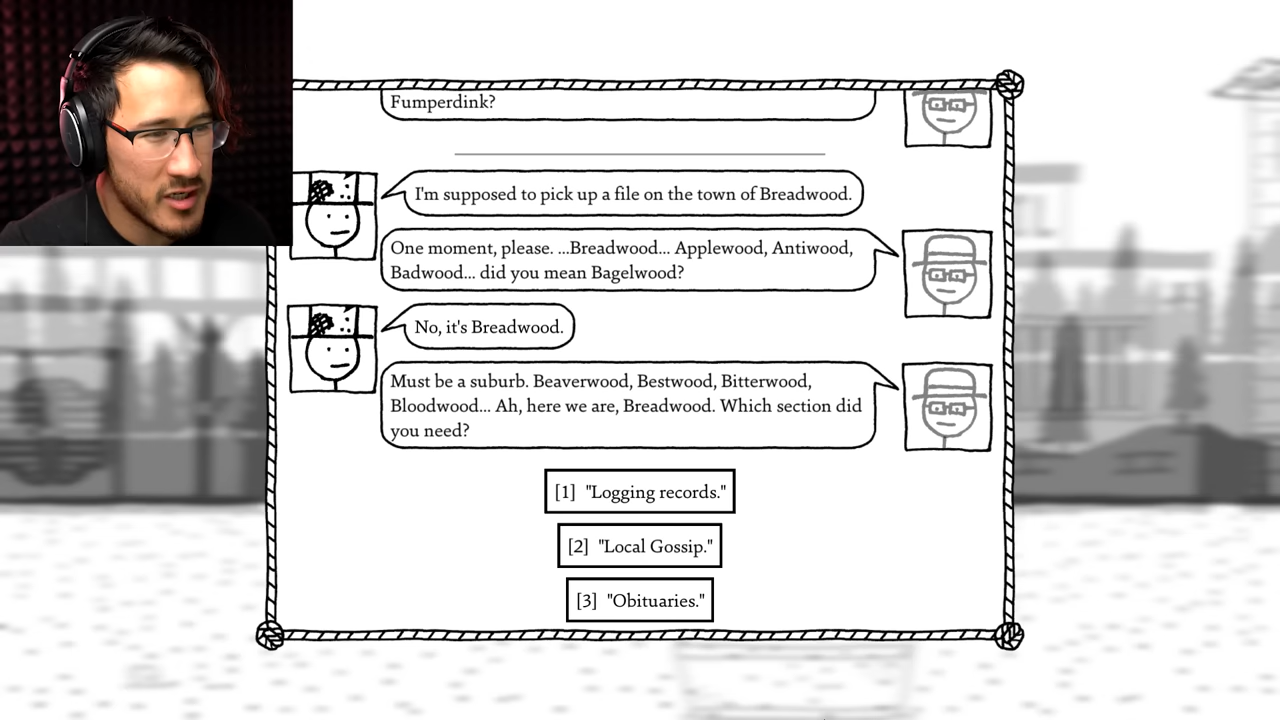 Fumperdink?
I'm supposed to pick up a file on the town of Breadwood.
One moment, please. ...Breadwood... Applewood, Antiwood,
Badwood... did you mean Bagelwood?
No, it's Breadwood.
Must be a suburb. Beaverwood, Bestwood, Bitterwood,
Bloodwood... Ah, here we are, Breadwood. Which section did
you need?
[1] "Logging records."
[2] "Local Gossip."
[3] "Obituaries."